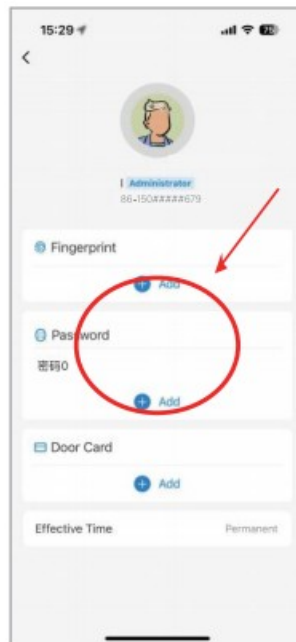 15:29
I Administrator
86-150#####679
Fingerprint
Add
Password
密码0
Add
Door Card
Add
Effective Time
Permanent